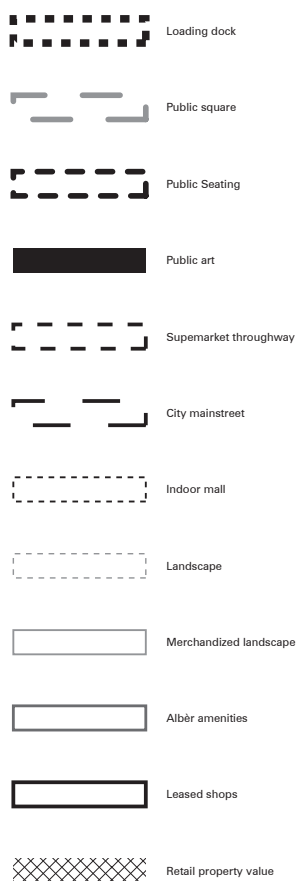 Loading dock
Public square
Public Seating
Public art
Supemarket throughway
City mainstreet
Indoor mall
Landscape
Merchandized landscape
Albèr amenities
Leased shops
Retail property value